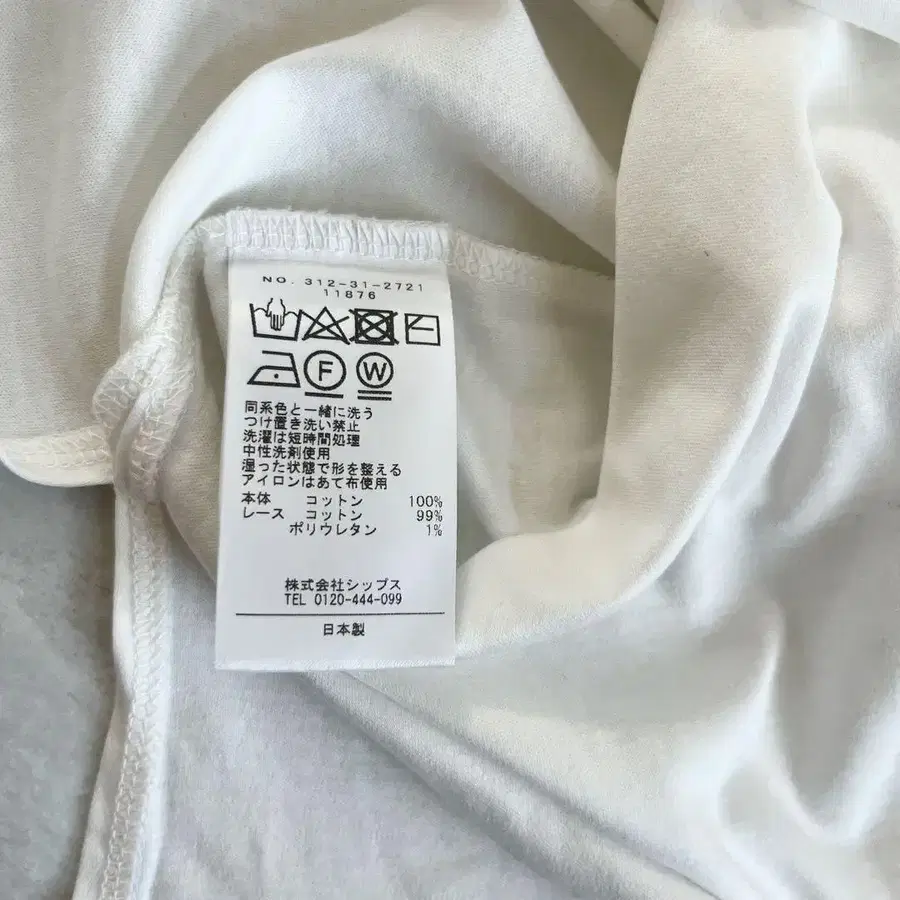 NO. 312-31-2721
11876
F W
同系色と一緒に洗う
つけ置き洗い禁止
洗濯は短時間処理
中性洗剤使用
湿った状態で形を整える
アイロンはあて布使用
本体 コットン 100%
レース コットン 99%
ポリウレタン 1%
株式会社シップス
TEL 0120-444-099
日本製